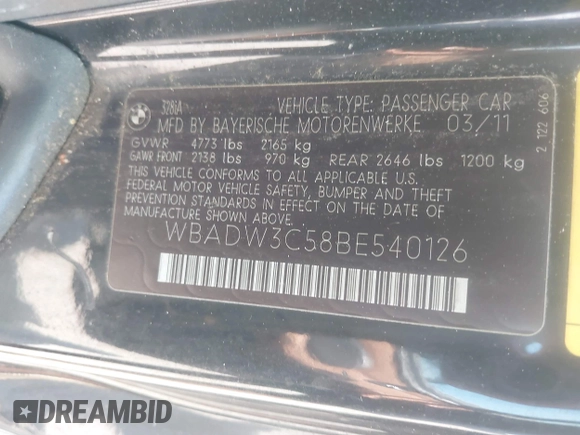 BMW
328iA
VEHICLE TYPE: PASSENGER CAR
MFD BY BAYERISCHE MOTORENWERKE 03/11
GVWR 4773 lbs 2165 kg
GAWR FRONT 2138 lbs 970 kg REAR 2646 lbs 1200 kg
THIS VEHICLE CONFORMS TO ALL APPLICABLE U.S.
FEDERAL MOTOR VEHICLE SAFETY, BUMPER AND THEFT
PREVENTION STANDARDS IN EFFECT ON THE DATE OF
MANUFACTURE SHOWN ABOVE.
WBADW3C58BE540126
2 122 606
DREAMBID